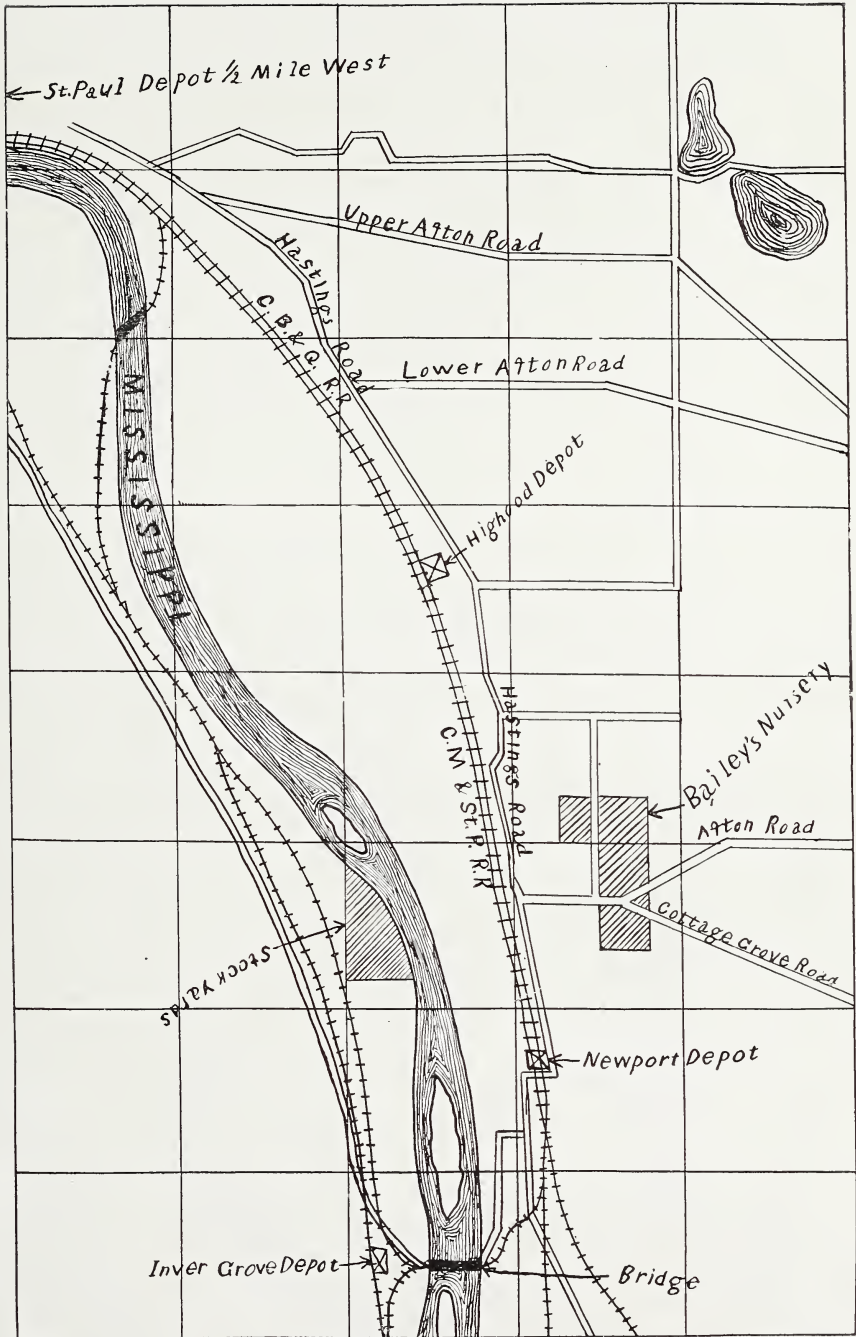 St. Paul Depot 1/2 Mile West
Upper Afton Road
Hastings Road
C. B. & Q. R.R
Lower Afton Road
MISSISSIPPI
Highood Depot
Hastings Road
C. M & St. P. R.R
Bailey's Nursery
Afton Road
Cottage Grove Road
Stock Yards
Newport Depot
Inver Grove Depot
Bridge